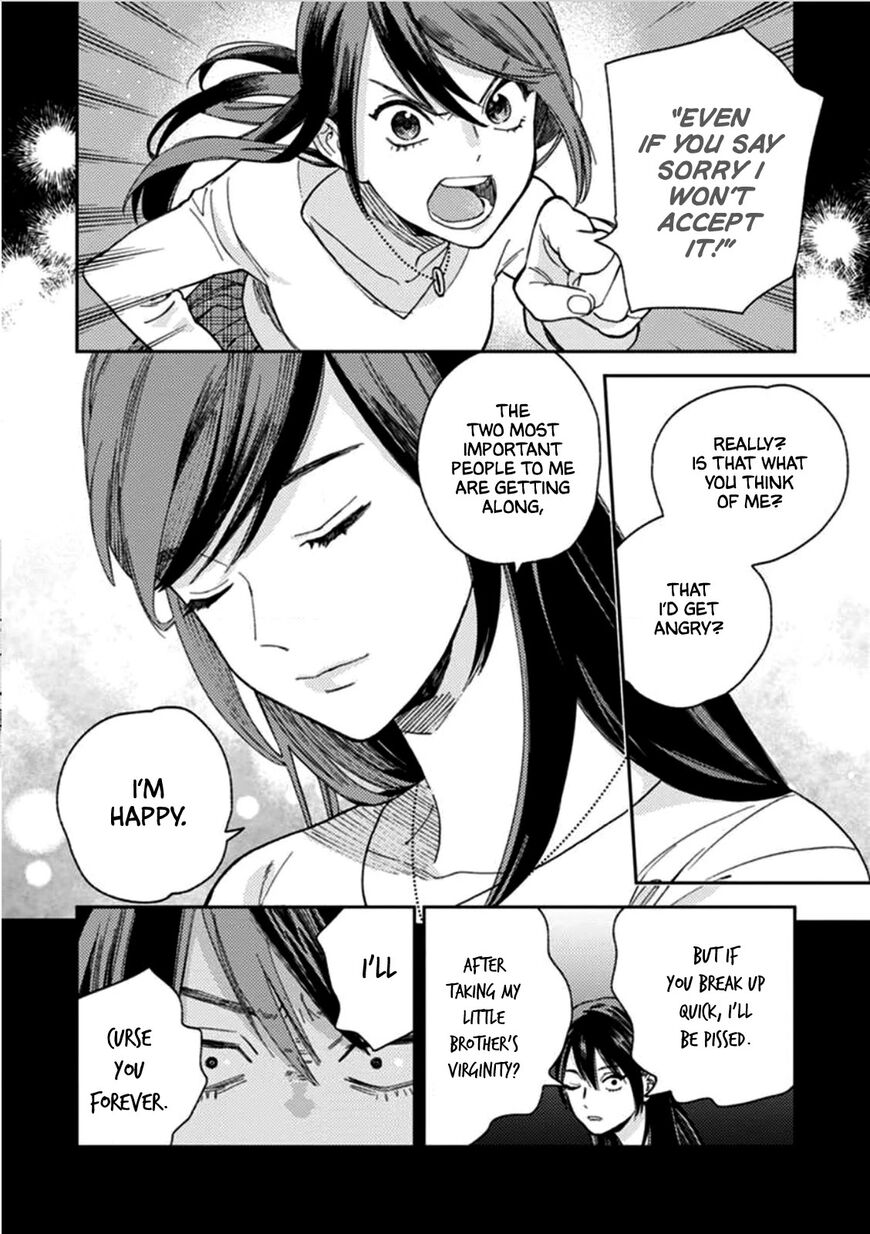 "EVEN
IF YOU SAY
SORRY I
WON'T
ACCEPT
IT!"
REALLY?
IS THAT WHAT
YOU THINK
OF ME?
THAT
I'D GET
ANGRY?
THE
TWO MOST
IMPORTANT
PEOPLE TO ME
ARE GETTING
ALONG,
I'M
HAPPY.
BUT IF
YOU BREAK UP
QUICK, I'LL
BE PISSED.
AFTER
TAKING MY
LITTLE
BROTHER'S
VIRGINITY?
I'LL
CURSE
YOU
FOREVER.